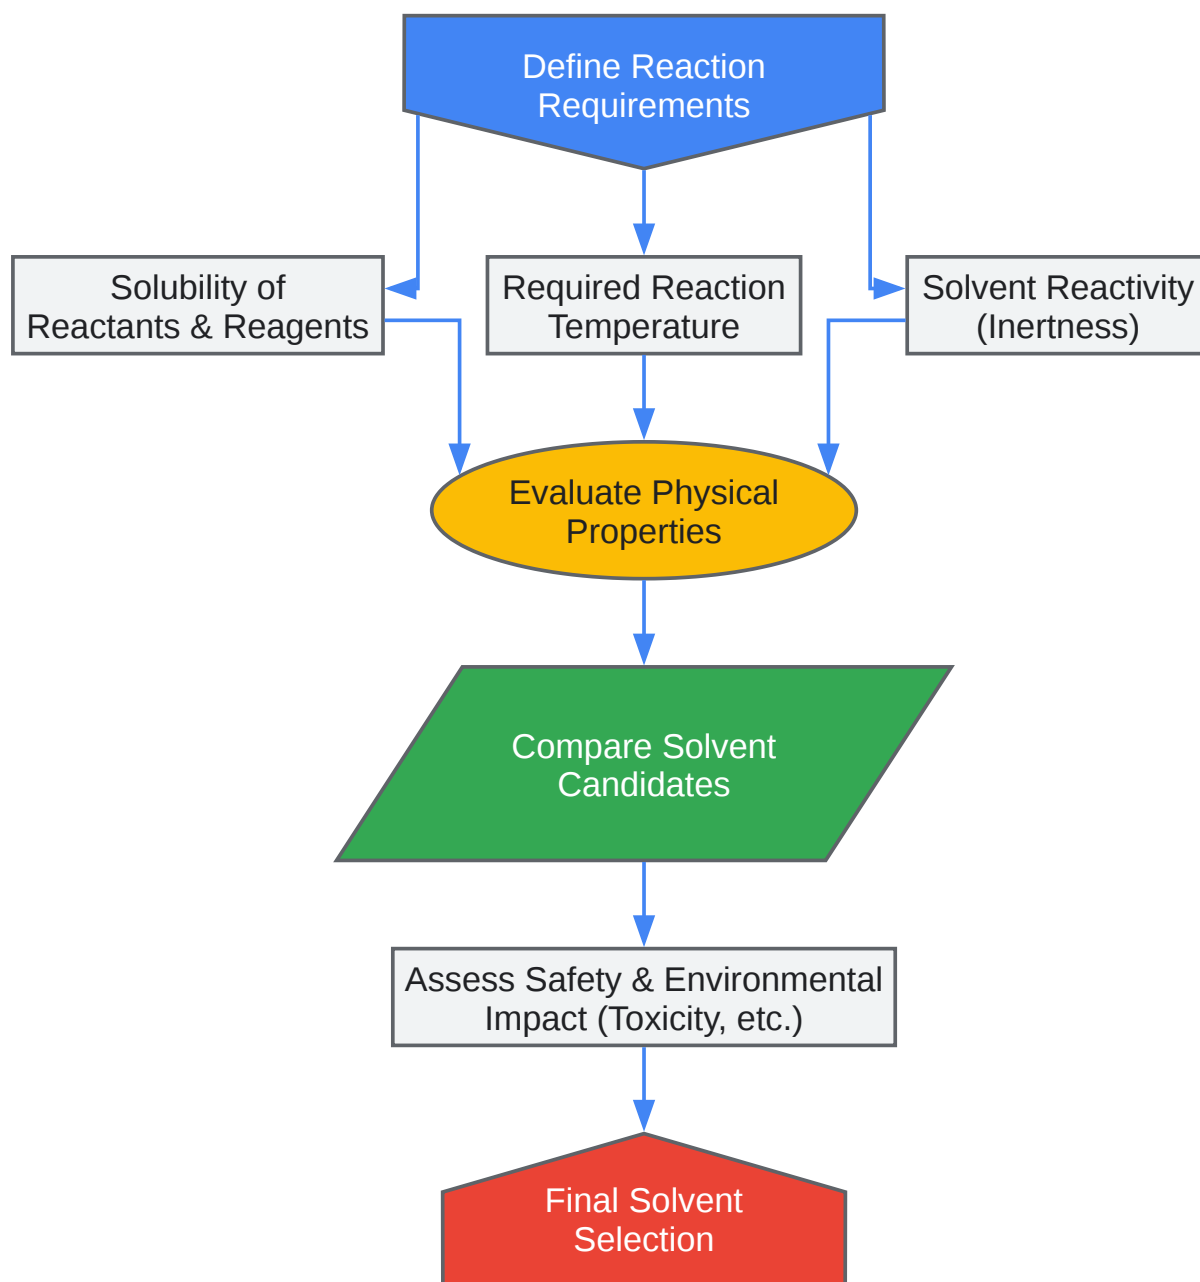 Define Reaction
Requirements
Solubility of
Reactants & Reagents
Required Reaction
Temperature
Solvent Reactivity
(Inertness)
Evaluate Physical
Properties
Compare Solvent
Candidates
Assess Safety & Environmental
Impact (Toxicity, etc.)
Final Solvent
Selection